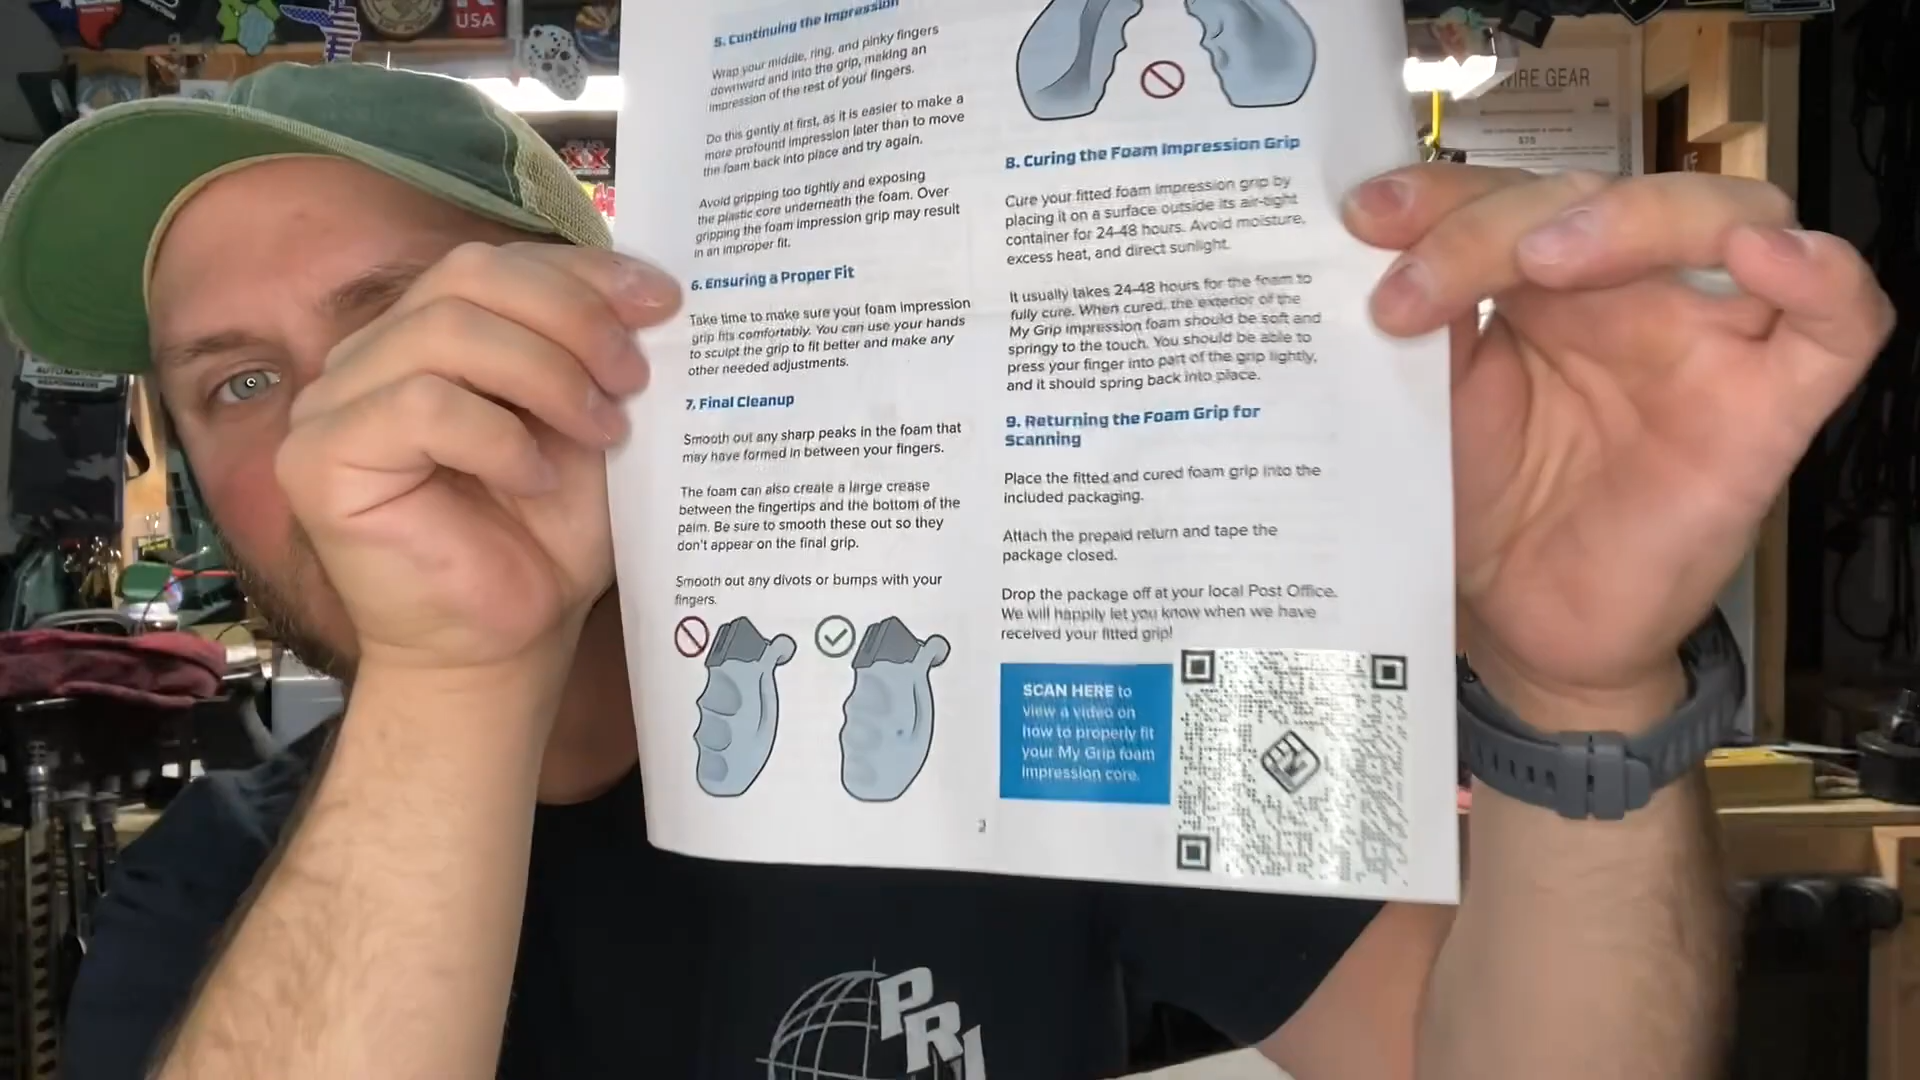 USA
5. Continuing the Impression
Wrap your middle, ring, and pinky fingers
downward and into the grip, making an
impression of the rest of your fingers.
Do this gently at first, as it is easier to make a
more profound impression later than to move
the foam back into place and try again.
Avoid gripping too tightly and exposing
the plastic core underneath the foam. Over
gripping the foam impression grip may result
in an improper fit.
6. Ensuring a Proper Fit
Take time to make sure your foam impression
grip fits comfortably. You can use your hands
to sculpt the grip to fit better and make any
other needed adjustments.
7. Final Cleanup
Smooth out any sharp peaks in the foam that
may have formed in between your fingers.
The foam can also create a large crease
between the fingertips and the bottom of the
palm. Be sure to smooth these out so they
don't appear on the final grip.
Smooth out any divots or bumps with your
fingers.
8. Curing the Foam Impression Grip
Cure your fitted foam impression grip by
placing it on a surface outside its air-tight
container for 24-48 hours. Avoid moisture,
excess heat, and direct sunlight.
It usually takes 24-48 hours for the foam to
fully cure. When cured, the exterior of the
My Grip impression foam should be soft and
springy to the touch. You should be able to
press your finger into part of the grip lightly,
and it should spring back into place.
9. Returning the Foam Grip for
Scanning
Place the fitted and cured foam grip into the
included packaging.
Attach the prepaid return and tape the
package closed.
Drop the package off at your local Post Office.
We will happily let you know when we have
received your fitted grip!
SCAN HERE to
view a video on
how to properly fit
your My Grip foam
impression core.
WIRE GEAR
$75
PRI